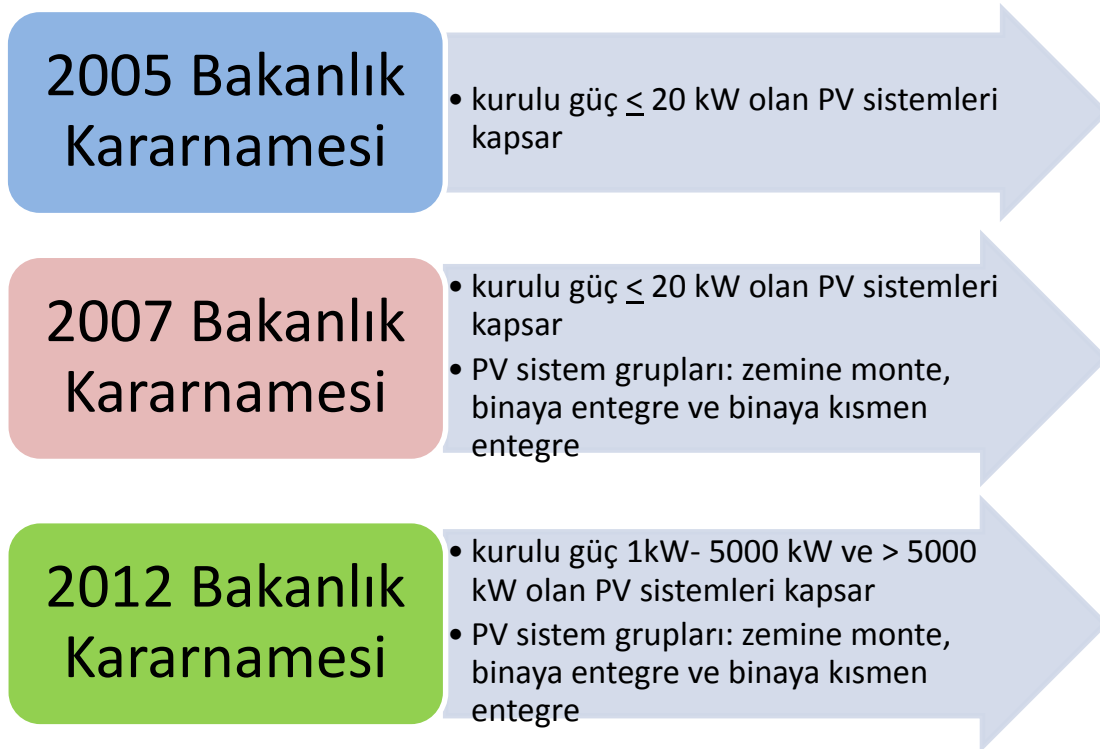 2005 Bakanlık
Kararnamesi
• kurulu güç ≤ 20 kW olan PV sistemleri
kapsar
2007 Bakanlık
Kararnamesi
• kurulu güç ≤ 20 kW olan PV sistemleri
kapsar
• PV sistem grupları: zemine monte,
binaya entegre ve binaya kısmen
entegre
2012 Bakanlık
Kararnamesi
• kurulu güç 1kW- 5000 kW ve > 5000
kW olan PV sistemleri kapsar
• PV sistem grupları: zemine monte,
binaya entegre ve binaya kısmen
entegre